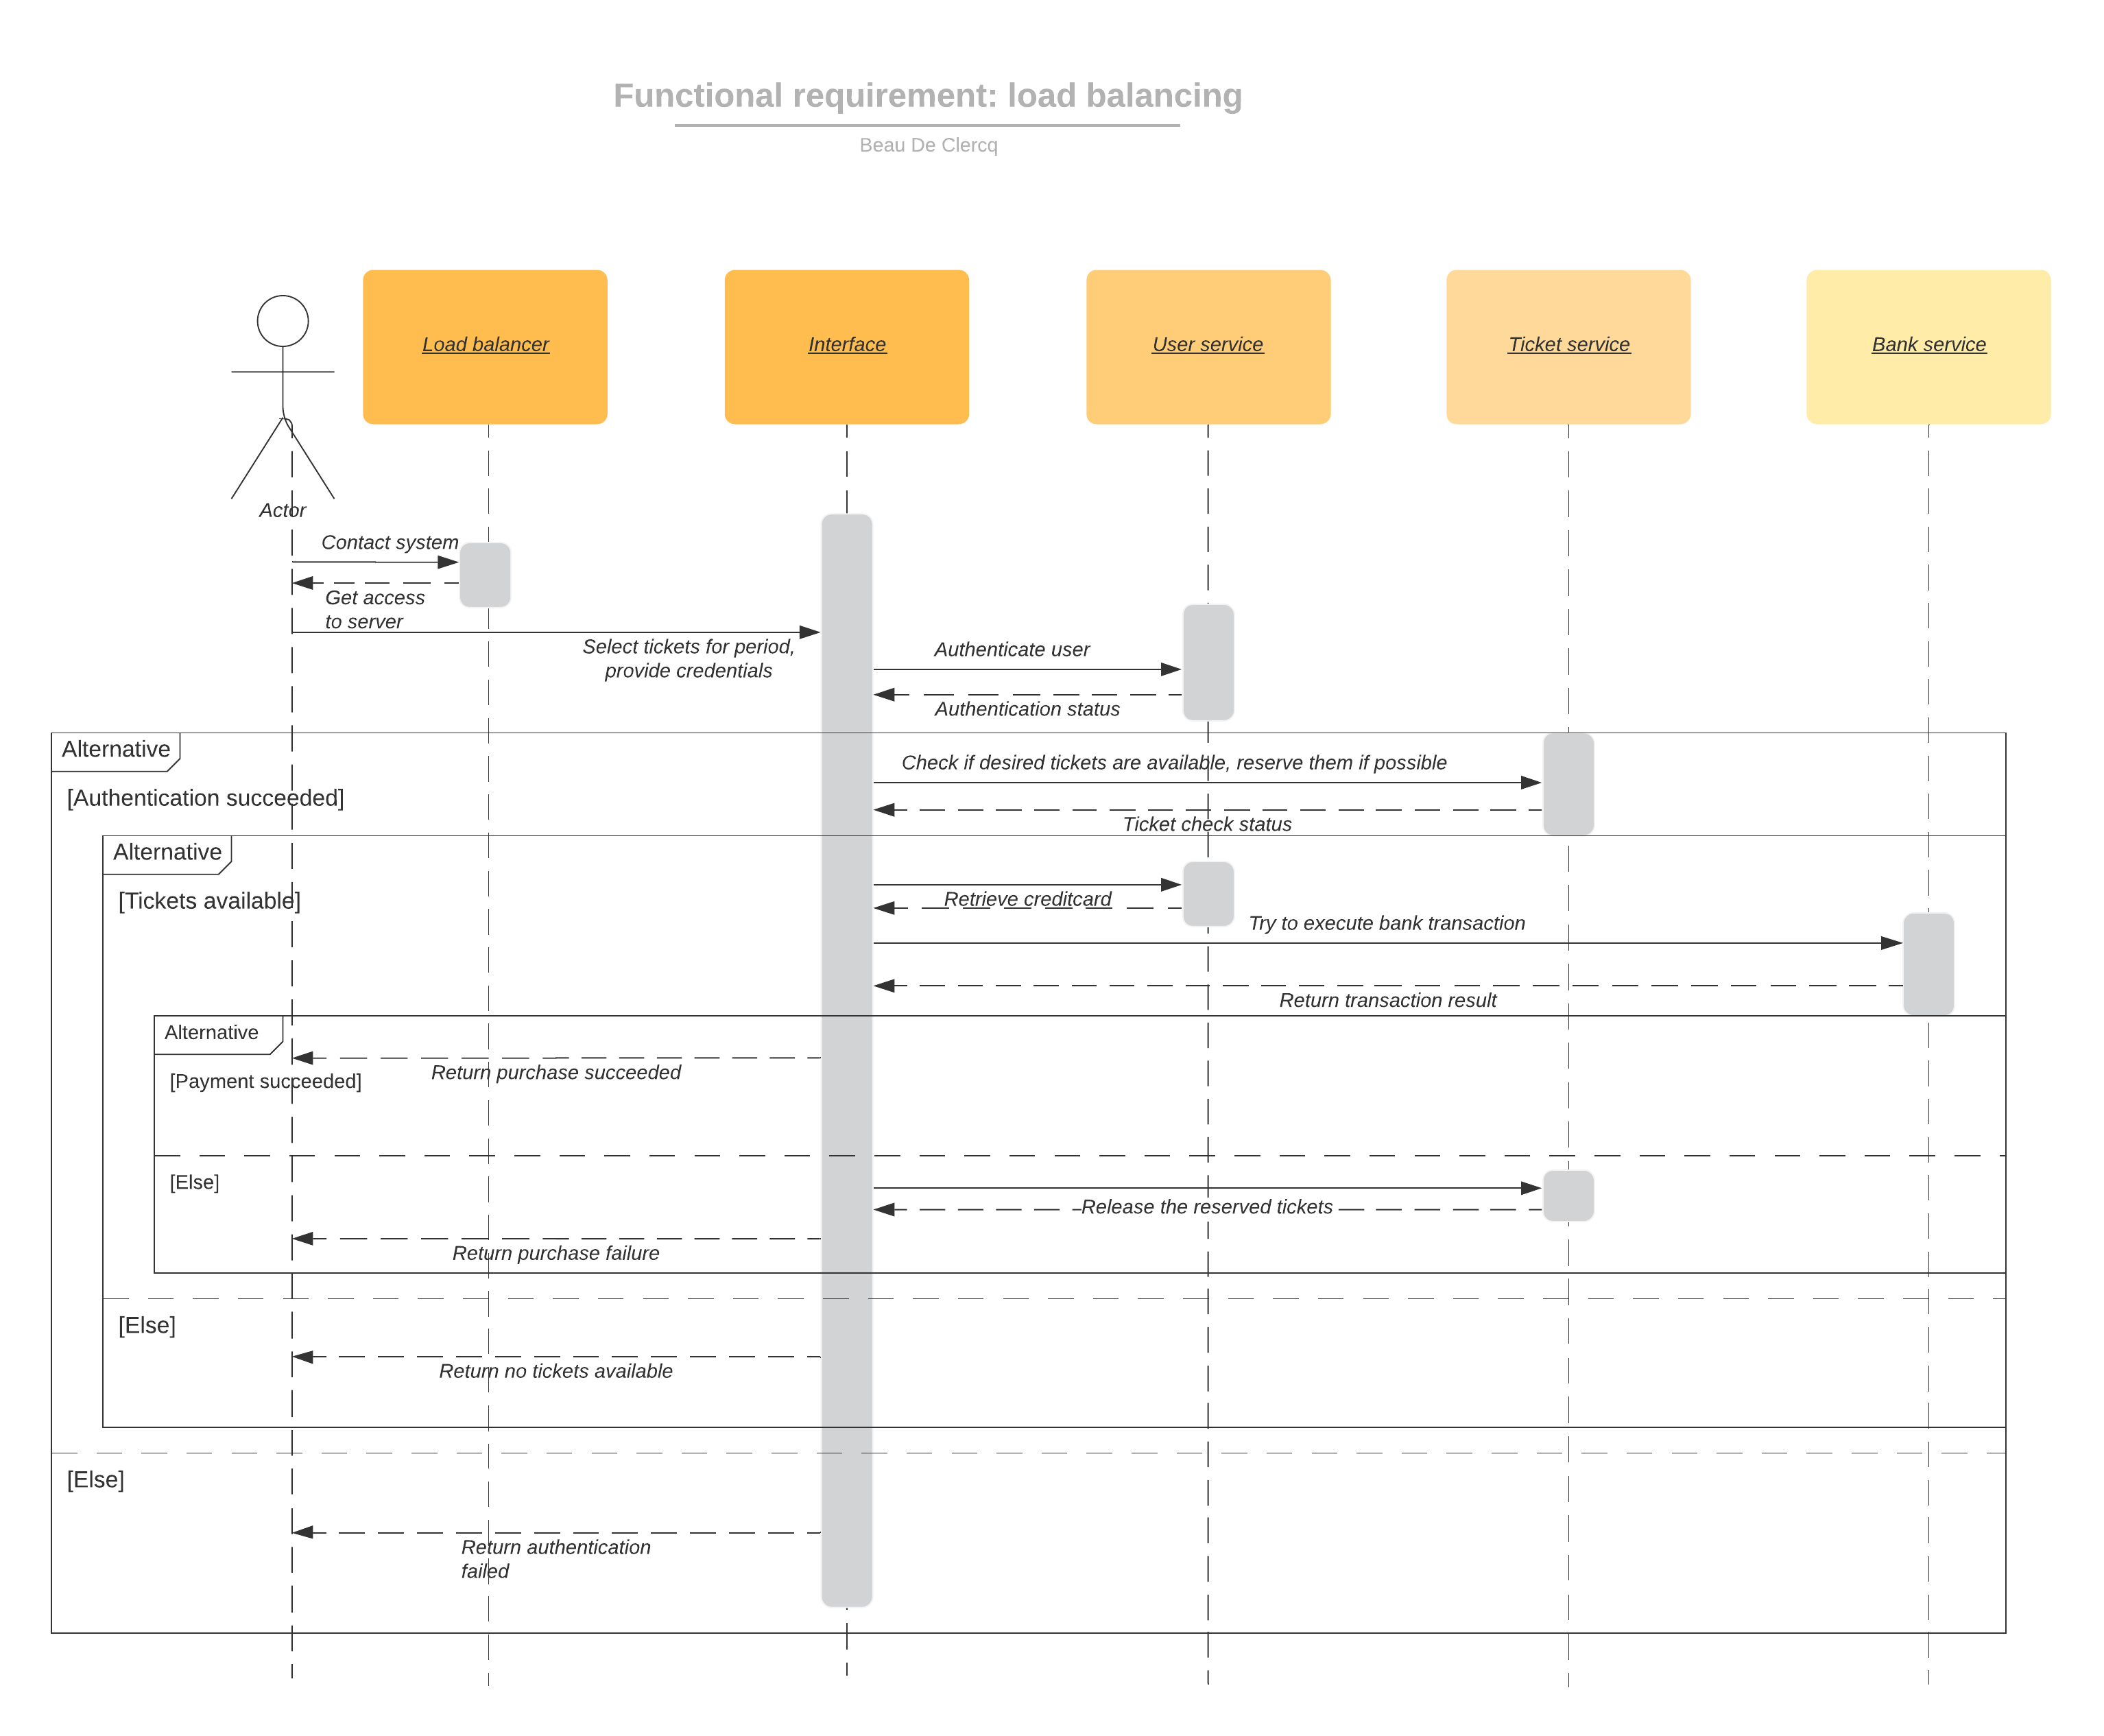 Functional requirement: load balancing
Beau De Clercq
Load balancer
Interface
User service
Ticket service
Bank service
Actor
Contact system
Get access
to server
Select tickets for period,
provide credentials
Authenticate user
Authentication status
Alternative
Check if desired tickets are available, reserve them if possible
[Authentication succeeded]
Ticket check status
Alternative
[Tickets available]
Retrieve creditcard
Try to execute bank transaction
Return transaction result
Alternative
Return purchase succeeded
[Payment succeeded]
[Else]
Release the reserved tickets
Return purchase failure
[Else]
Return no tickets available
[Else]
Return authentication
failed